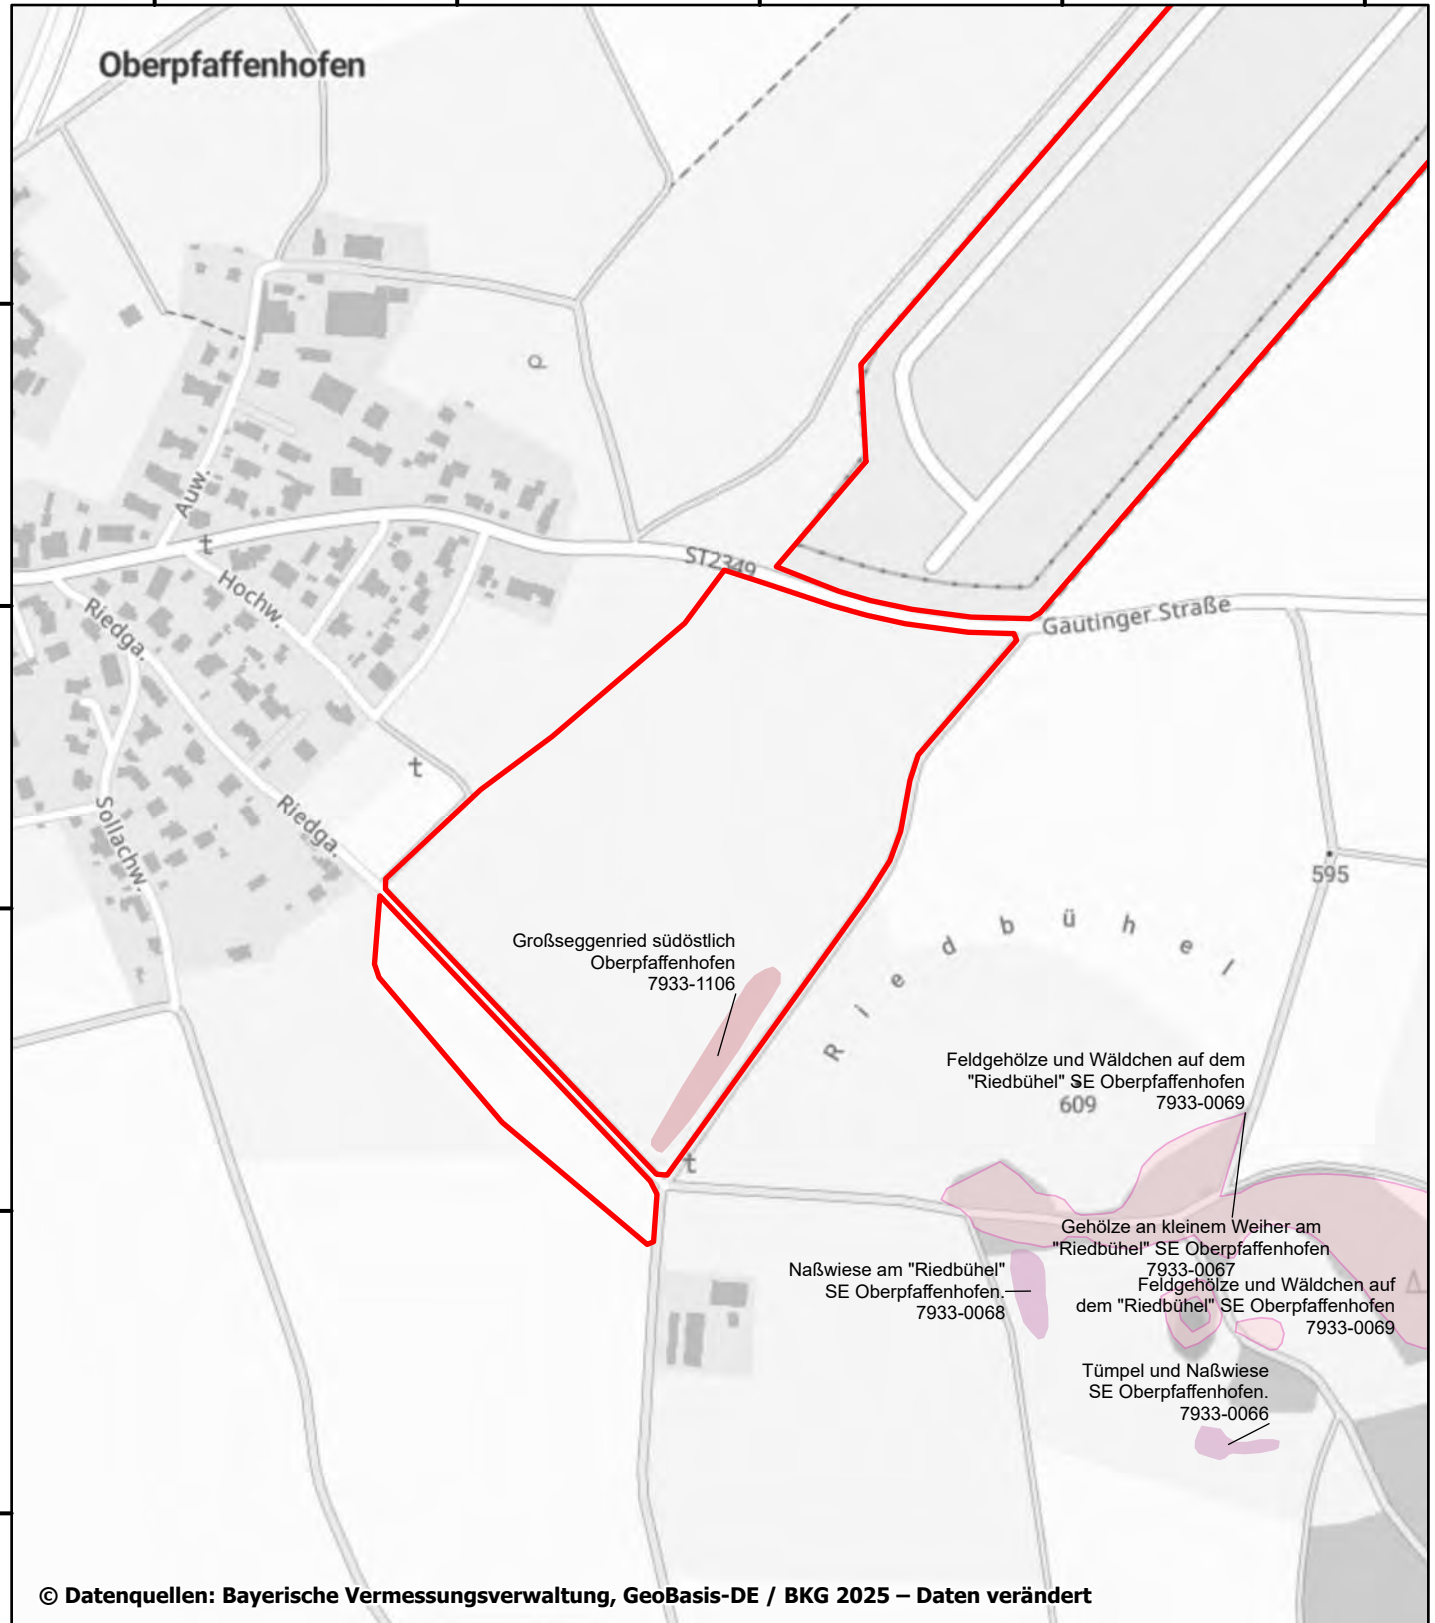 Oberpfaffenhofen
d
Auw.
t
ST2349
Hochw.
Riedga.
Gautinger Straße
t
Riedga.
Sollachw.
595
Riedbühel
Großseggenried südöstlich
Oberpfaffenhofen
7933-1106
Feldgehölze und Wäldchen auf dem
"Riedbühel" SE Oberpfaffenhofen
7933-0069
609
t
Gehölze an kleinem Weiher am
"Riedbühel" SE Oberpfaffenhofen
7933-0067
Naßwiese am "Riedbühel"
SE Oberpfaffenhofen.
7933-0068
Feldgehölze und Wäldchen auf
dem "Riedbühel" SE Oberpfaffenhofen
7933-0069
Tümpel und Naßwiese
SE Oberpfaffenhofen.
7933-0066
© Datenquellen: Bayerische Vermessungsverwaltung, GeoBasis-DE / BKG 2025 – Daten verändert